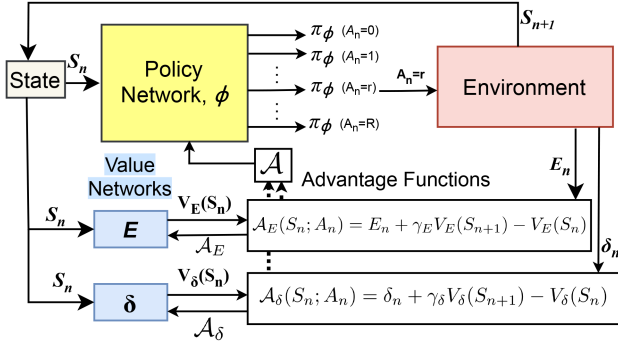 S_{n+1}
State
S_n
Policy
Network, ϕ
π_ϕ (A_n=0)
π_ϕ (A_n=1)
⋮ ⋮
π_ϕ (A_n=r)
⋮ ⋮
π_ϕ (A_n=R)
A_n=r
Environment
𝒜
Value
Networks
Advantage Functions
E_n
δ_n
S_n
E
V_E(S_n)
𝒜_E
𝒜_E(S_n; A_n) = E_n + γ_E V_E(S_{n+1}) − V_E(S_n)
S_n
δ
V_δ(S_n)
𝒜_δ
𝒜_δ(S_n; A_n) = δ_n + γ_δ V_δ(S_{n+1}) − V_δ(S_n)